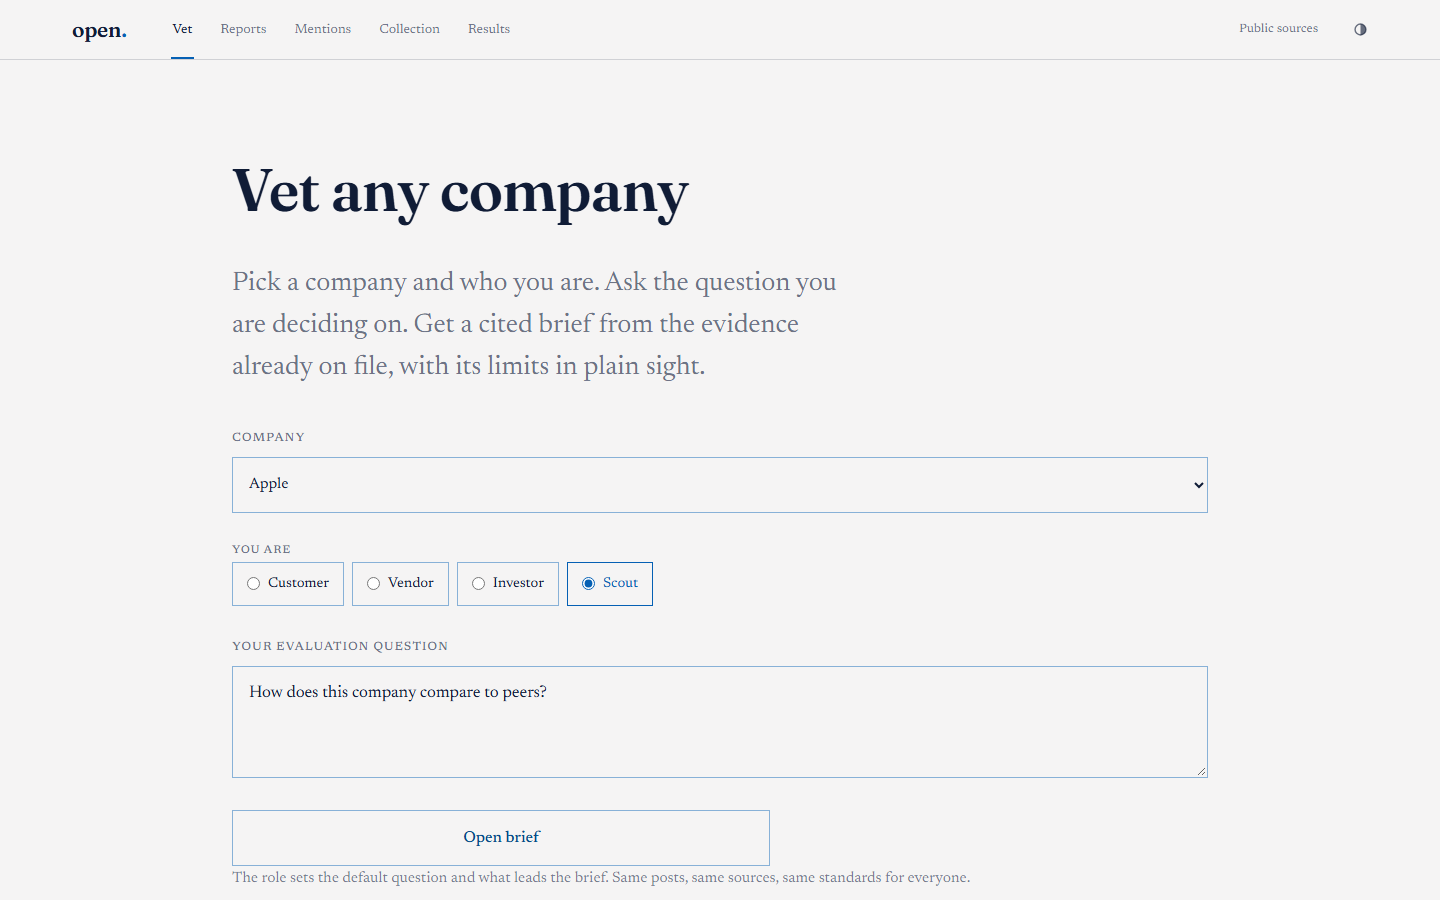 open.
Vet
Reports
Mentions
Collection
Results
Public sources
Vet any company
Pick a company and who you are. Ask the question you
are deciding on. Get a cited brief from the evidence
already on file, with its limits in plain sight.
COMPANY
Apple
YOU ARE
Customer
Vendor
Investor
Scout
YOUR EVALUATION QUESTION
How does this company compare to peers?
Open brief
The role sets the default question and what leads the brief. Same posts, same sources, same standards for everyone.